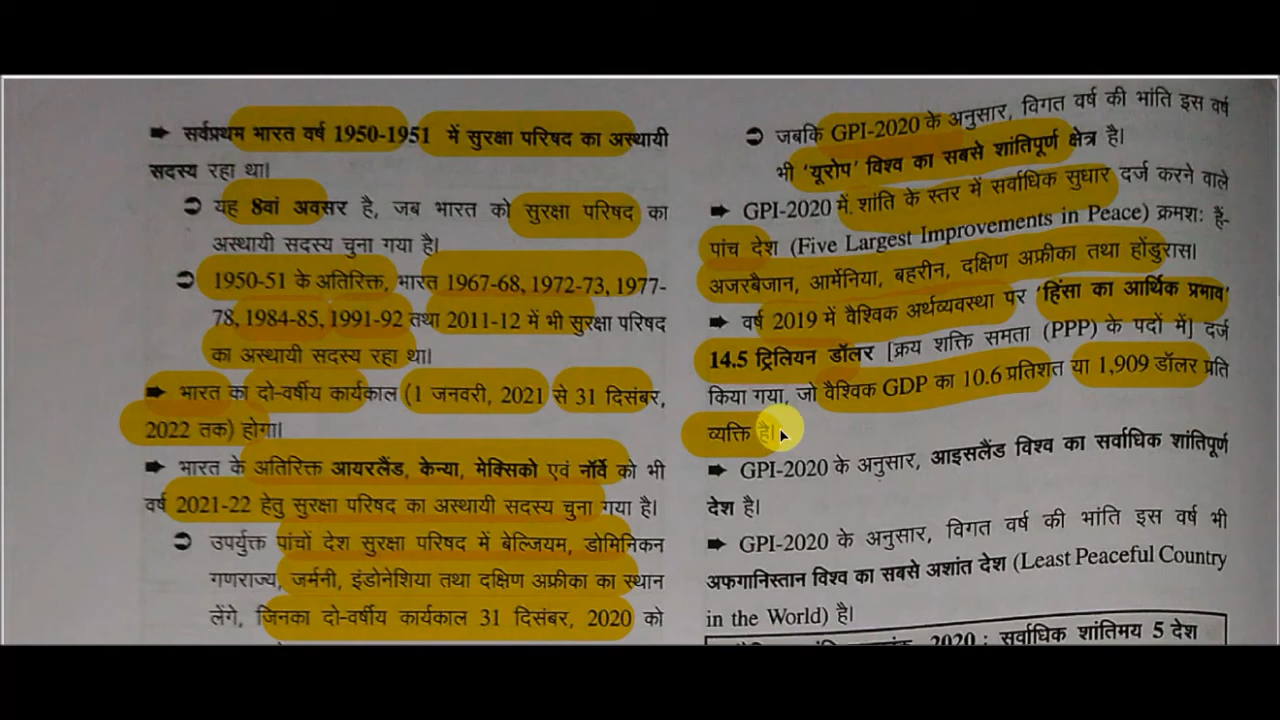 ➡ सर्वप्रथम भारत वर्ष 1950-1951 में सुरक्षा परिषद का अस्थायी
सदस्य रहा था।
➲ यह 8वां अवसर है, जब भारत को सुरक्षा परिषद का
अस्थायी सदस्य चुना गया है।
➲ 1950-51 के अतिरिक्त, भारत 1967-68, 1972-73, 1977-
78, 1984-85, 1991-92 तथा 2011-12 में भी सुरक्षा परिषद
का अस्थायी सदस्य रहा था।
➡ भारत का दो-वर्षीय कार्यकाल (1 जनवरी, 2021 से 31 दिसंबर,
2022 तक) होगा।
➡ भारत के अतिरिक्त आयरलैंड, केन्या, मेक्सिको एवं नॉर्वे को भी
वर्ष 2021-22 हेतु सुरक्षा परिषद का अस्थायी सदस्य चुना गया है।
➲ उपर्युक्त पांचों देश सुरक्षा परिषद में बेल्जियम, डोमिनिकन
गणराज्य, जर्मनी, इंडोनेशिया तथा दक्षिण अफ्रीका का स्थान
लेंगे, जिनका दो-वर्षीय कार्यकाल 31 दिसंबर, 2020 को
➲ जबकि GPI-2020 के अनुसार, विगत वर्ष की भांति इस वर्ष
भी 'यूरोप' विश्व का सबसे शांतिपूर्ण क्षेत्र है।
➡ GPI-2020 में शांति के स्तर में सर्वाधिक सुधार दर्ज करने वाले
पांच देश (Five Largest Improvements in Peace) क्रमश: हैं-
अजरबैजान, आर्मेनिया, बहरीन, दक्षिण अफ्रीका तथा होंडुरास।
➡ वर्ष 2019 में वैश्विक अर्थव्यवस्था पर 'हिंसा का आर्थिक प्रभाव'
14.5 ट्रिलियन डॉलर [क्रय शक्ति समता (PPP) के पदों में] दर्ज
किया गया, जो वैश्विक GDP का 10.6 प्रतिशत या 1,909 डॉलर प्रति
व्यक्ति है।
➡ GPI-2020 के अनुसार, आइसलैंड विश्व का सर्वाधिक शांतिपूर्ण
देश है।
➡ GPI-2020 के अनुसार, विगत वर्ष की भांति इस वर्ष भी
अफगानिस्तान विश्व का सबसे अशांत देश (Least Peaceful Country
in the World) है।
2020 : सर्वाधिक शांतिमय 5 देश